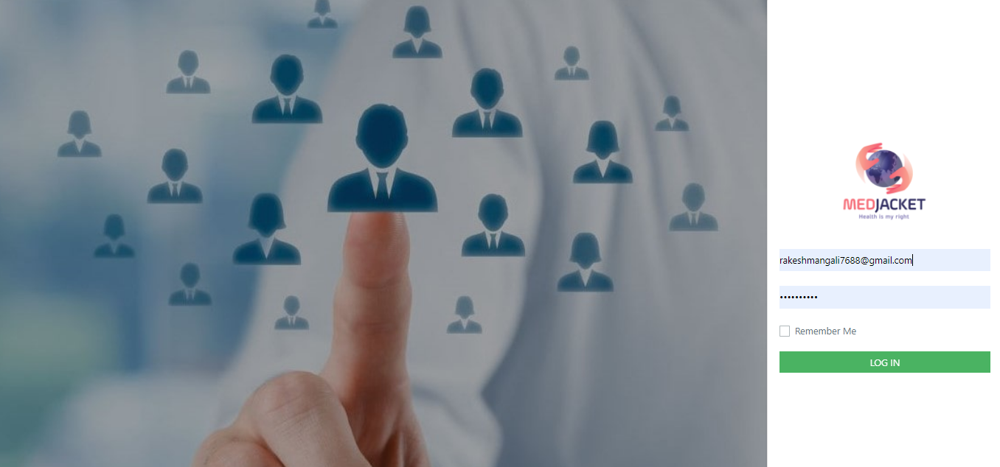 MEDJACKET
Health is my right
rakeshmangali7688@gmail.com
••••••••••
Remember Me
LOG IN